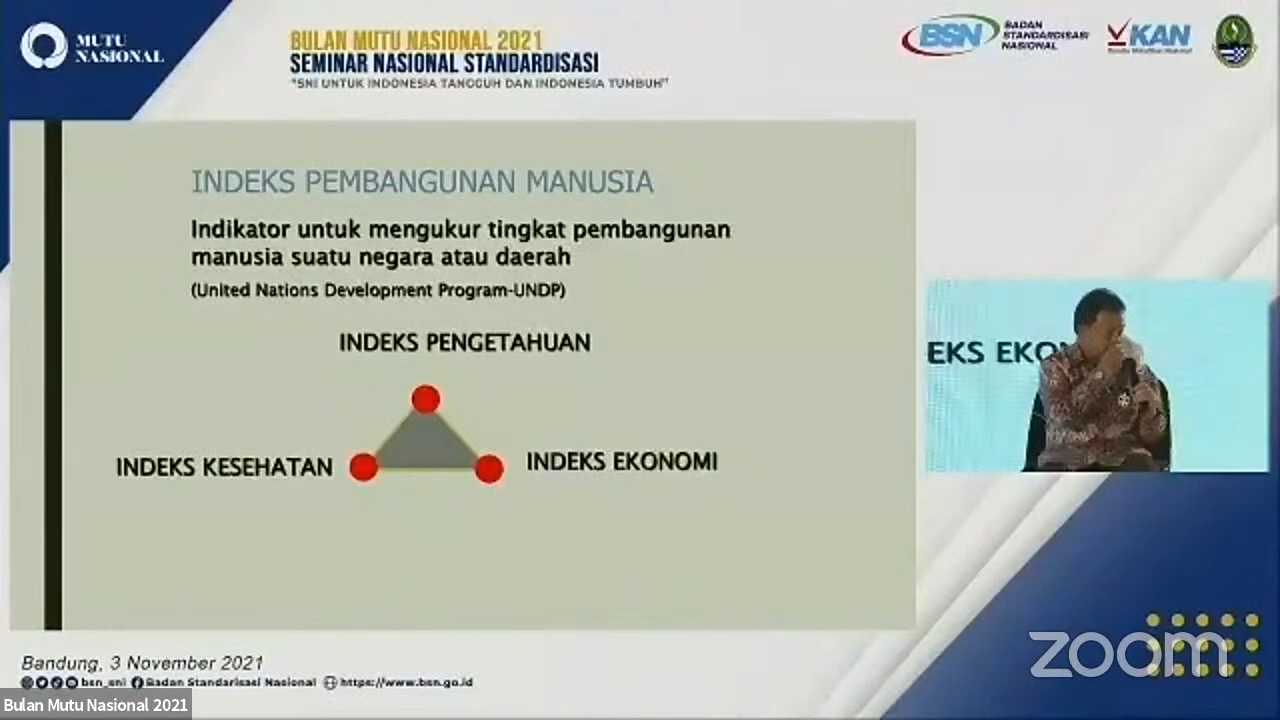 MUTU
NASIONAL
BULAN MUTU NASIONAL 2021
SEMINAR NASIONAL STANDARDISASI
"SNI UNTUK INDONESIA TANGGUH DAN INDONESIA TUMBUH"
BSN
BADAN
STANDARDISASI
NASIONAL
KAN
INDEKS PEMBANGUNAN MANUSIA
Indikator untuk mengukur tingkat pembangunan
manusia suatu negara atau daerah
(United Nations Development Program-UNDP)
INDEKS PENGETAHUAN
INDEKS KESEHATAN
INDEKS EKONOMI
EKS EKO
Bandung, 3 November 2021
bsn_sni Badan Standarisasi Nasional https://www.bsn.go.id
zoom
Bulan Mutu Nasional 2021